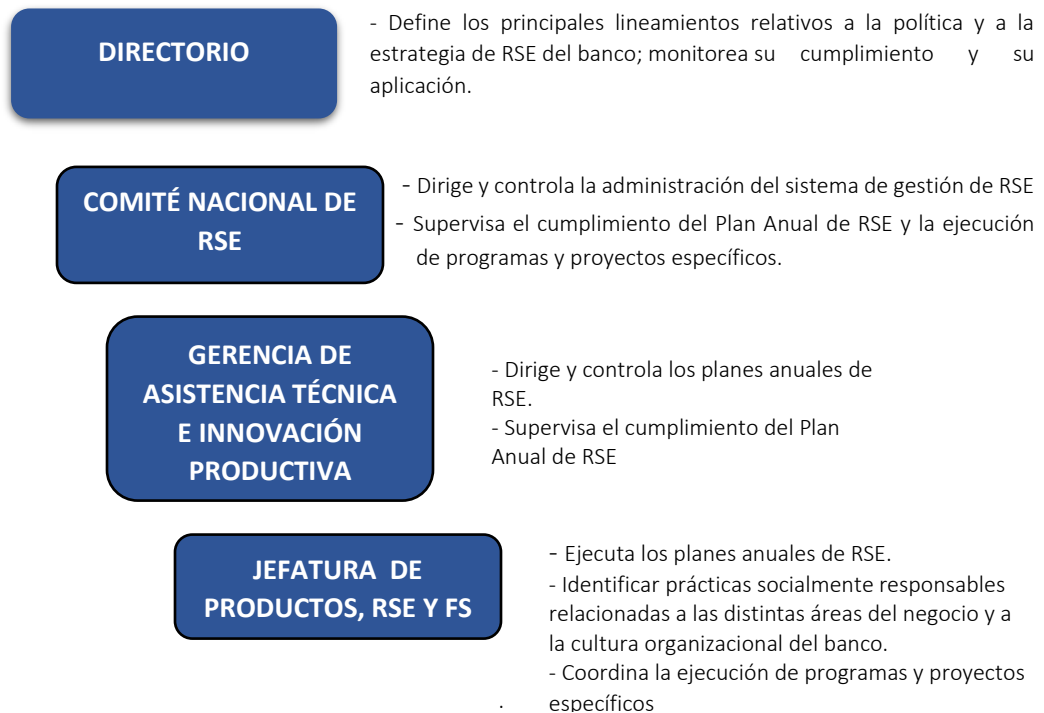 DIRECTORIO
- Define los principales lineamientos relativos a la política y a la
estrategia de RSE del banco; monitorea su cumplimiento y su
aplicación.
COMITÉ NACIONAL DE
RSE
- Dirige y controla la administración del sistema de gestión de RSE
- Supervisa el cumplimiento del Plan Anual de RSE y la ejecución
de programas y proyectos específicos.
GERENCIA DE
ASISTENCIA TÉCNICA
E INNOVACIÓN
PRODUCTIVA
- Dirige y controla los planes anuales de
RSE.
- Supervisa el cumplimiento del Plan
Anual de RSE
JEFATURA DE
PRODUCTOS, RSE Y FS
- Ejecuta los planes anuales de RSE.
- Identificar prácticas socialmente responsables
relacionadas a las distintas áreas del negocio y a
la cultura organizacional del banco.
- Coordina la ejecución de programas y proyectos
. específicos